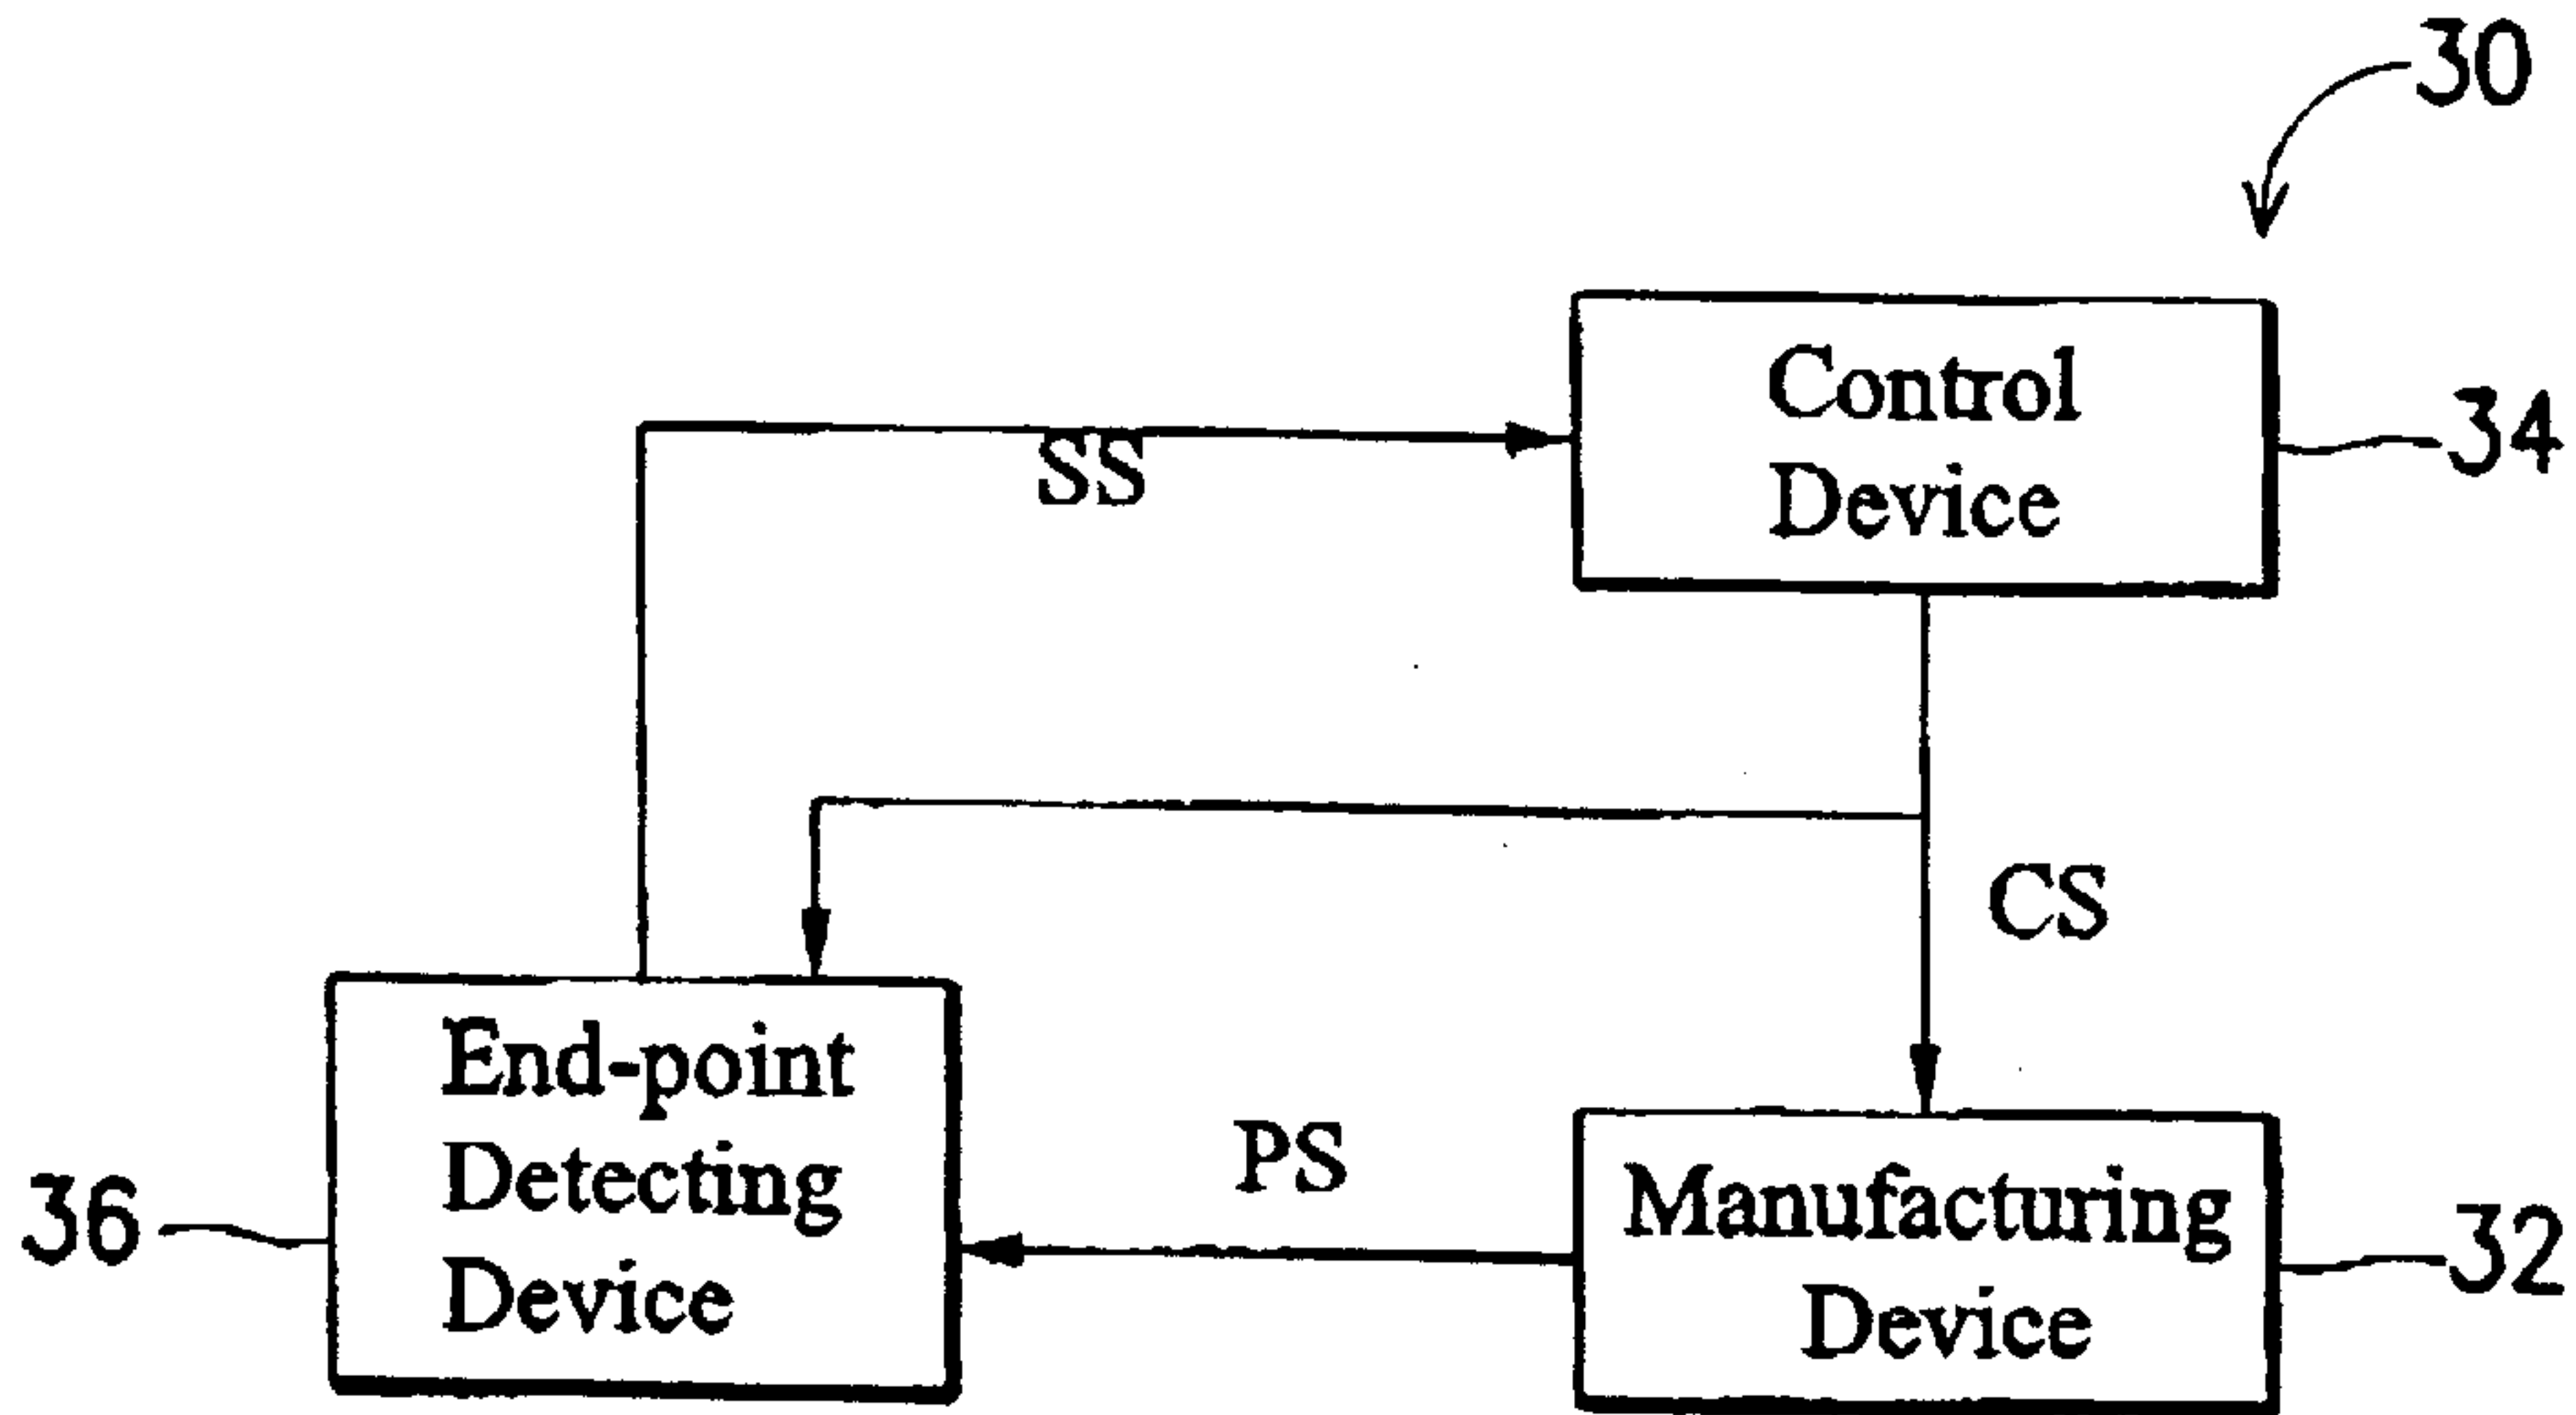 30
Control
Device
34
SS
CS
End-point
Detecting
Device
36
PS
Manufacturing
Device
32